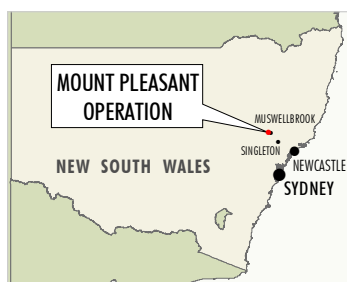 MOUNT PLEASANT
OPERATION
MUSWELLBROOK
SINGLETON
NEWCASTLE
NEW SOUTH WALES
SYDNEY